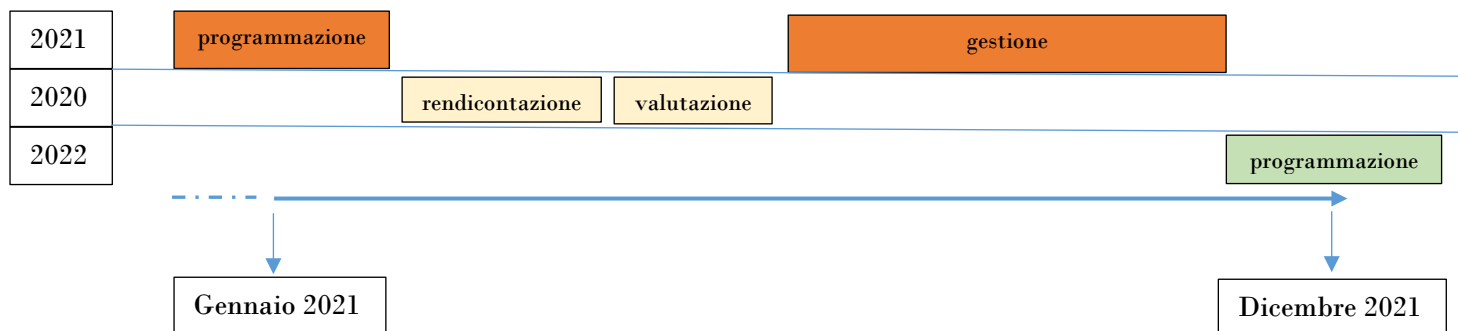 2021
programmazione
gestione
2020
rendicontazione
valutazione
2022
programmazione
Gennaio 2021
Dicembre 2021